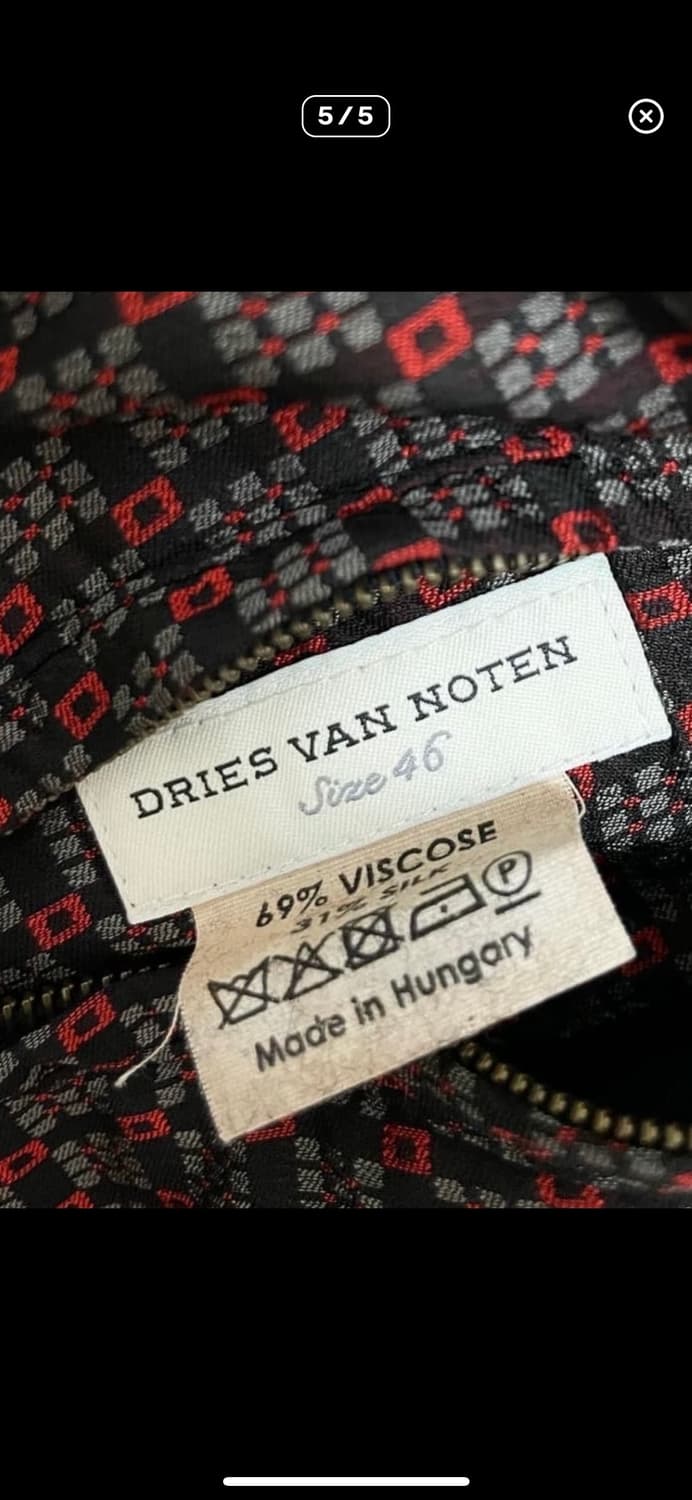 5/5
DRIES VAN NOTEN
Size 46
69% VISCOSE
31% SILK
P
Made in Hungary